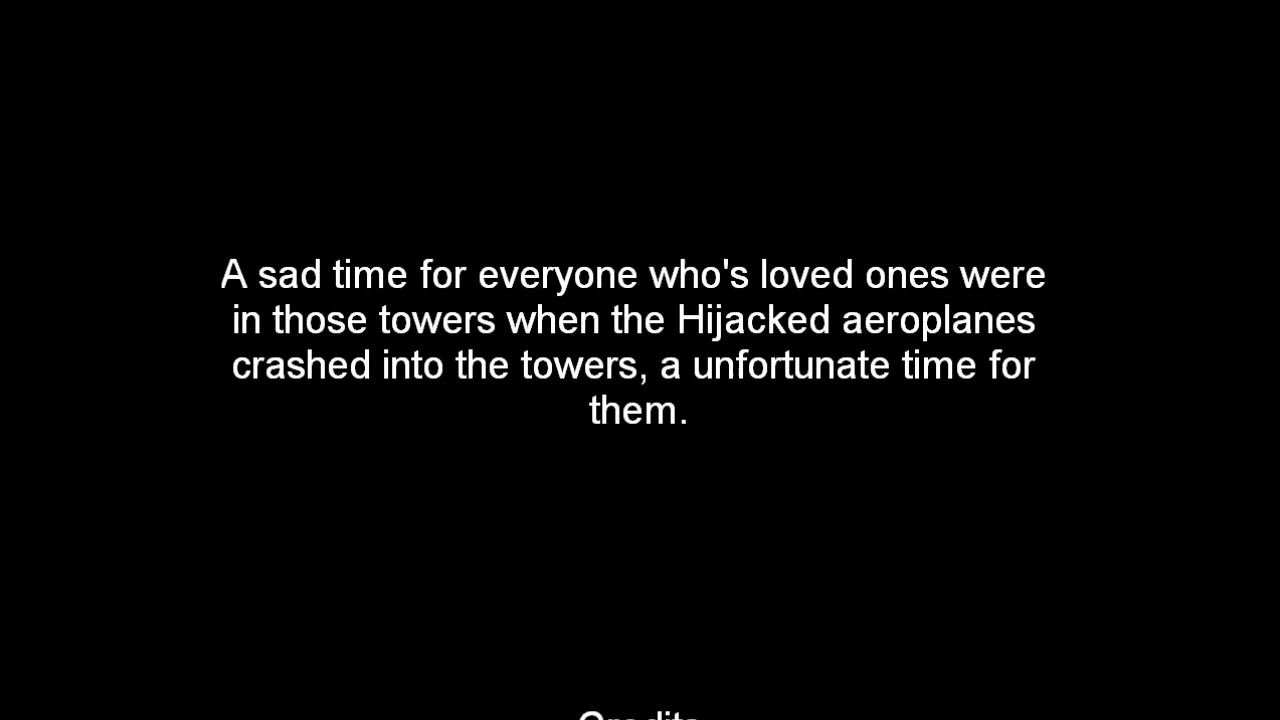 A sad time for everyone who's loved ones were
in those towers when the Hijacked aeroplanes
crashed into the towers, a unfortunate time for
them.
Credits